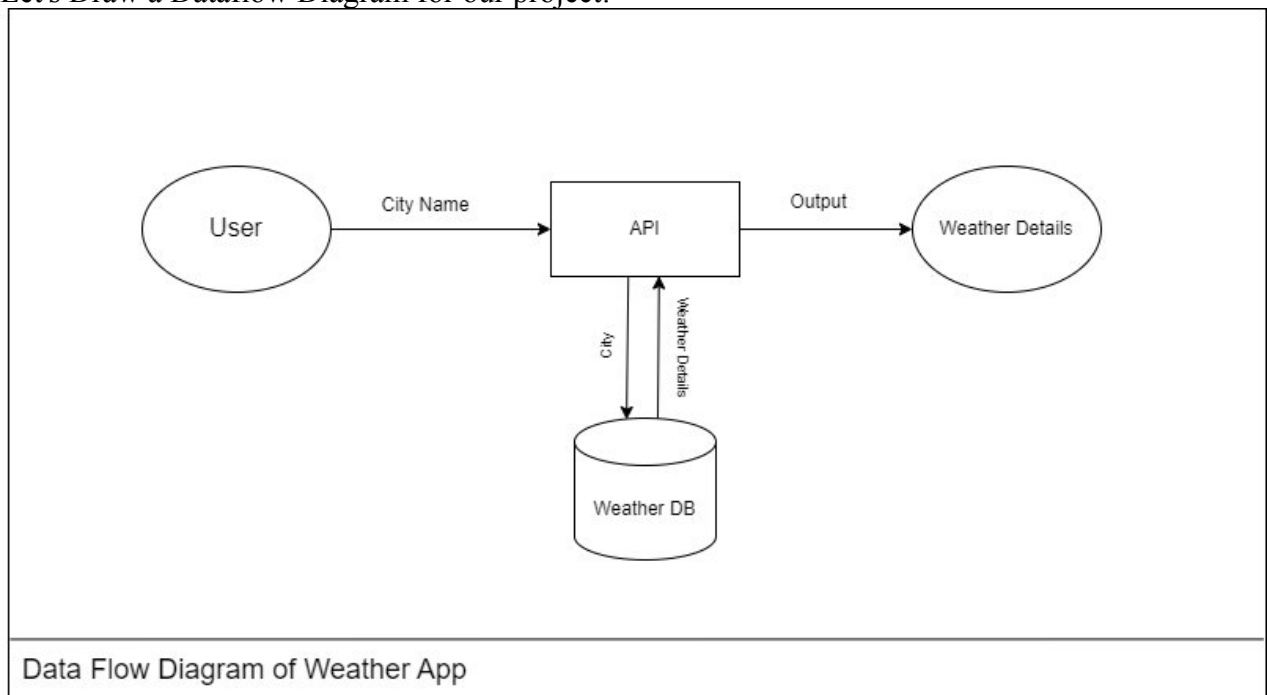 Let's Draw a Dataflow Diagram for our project.
User
City Name
API
Output
Weather Details
City
Weather Details
Weather DB
Data Flow Diagram of Weather App